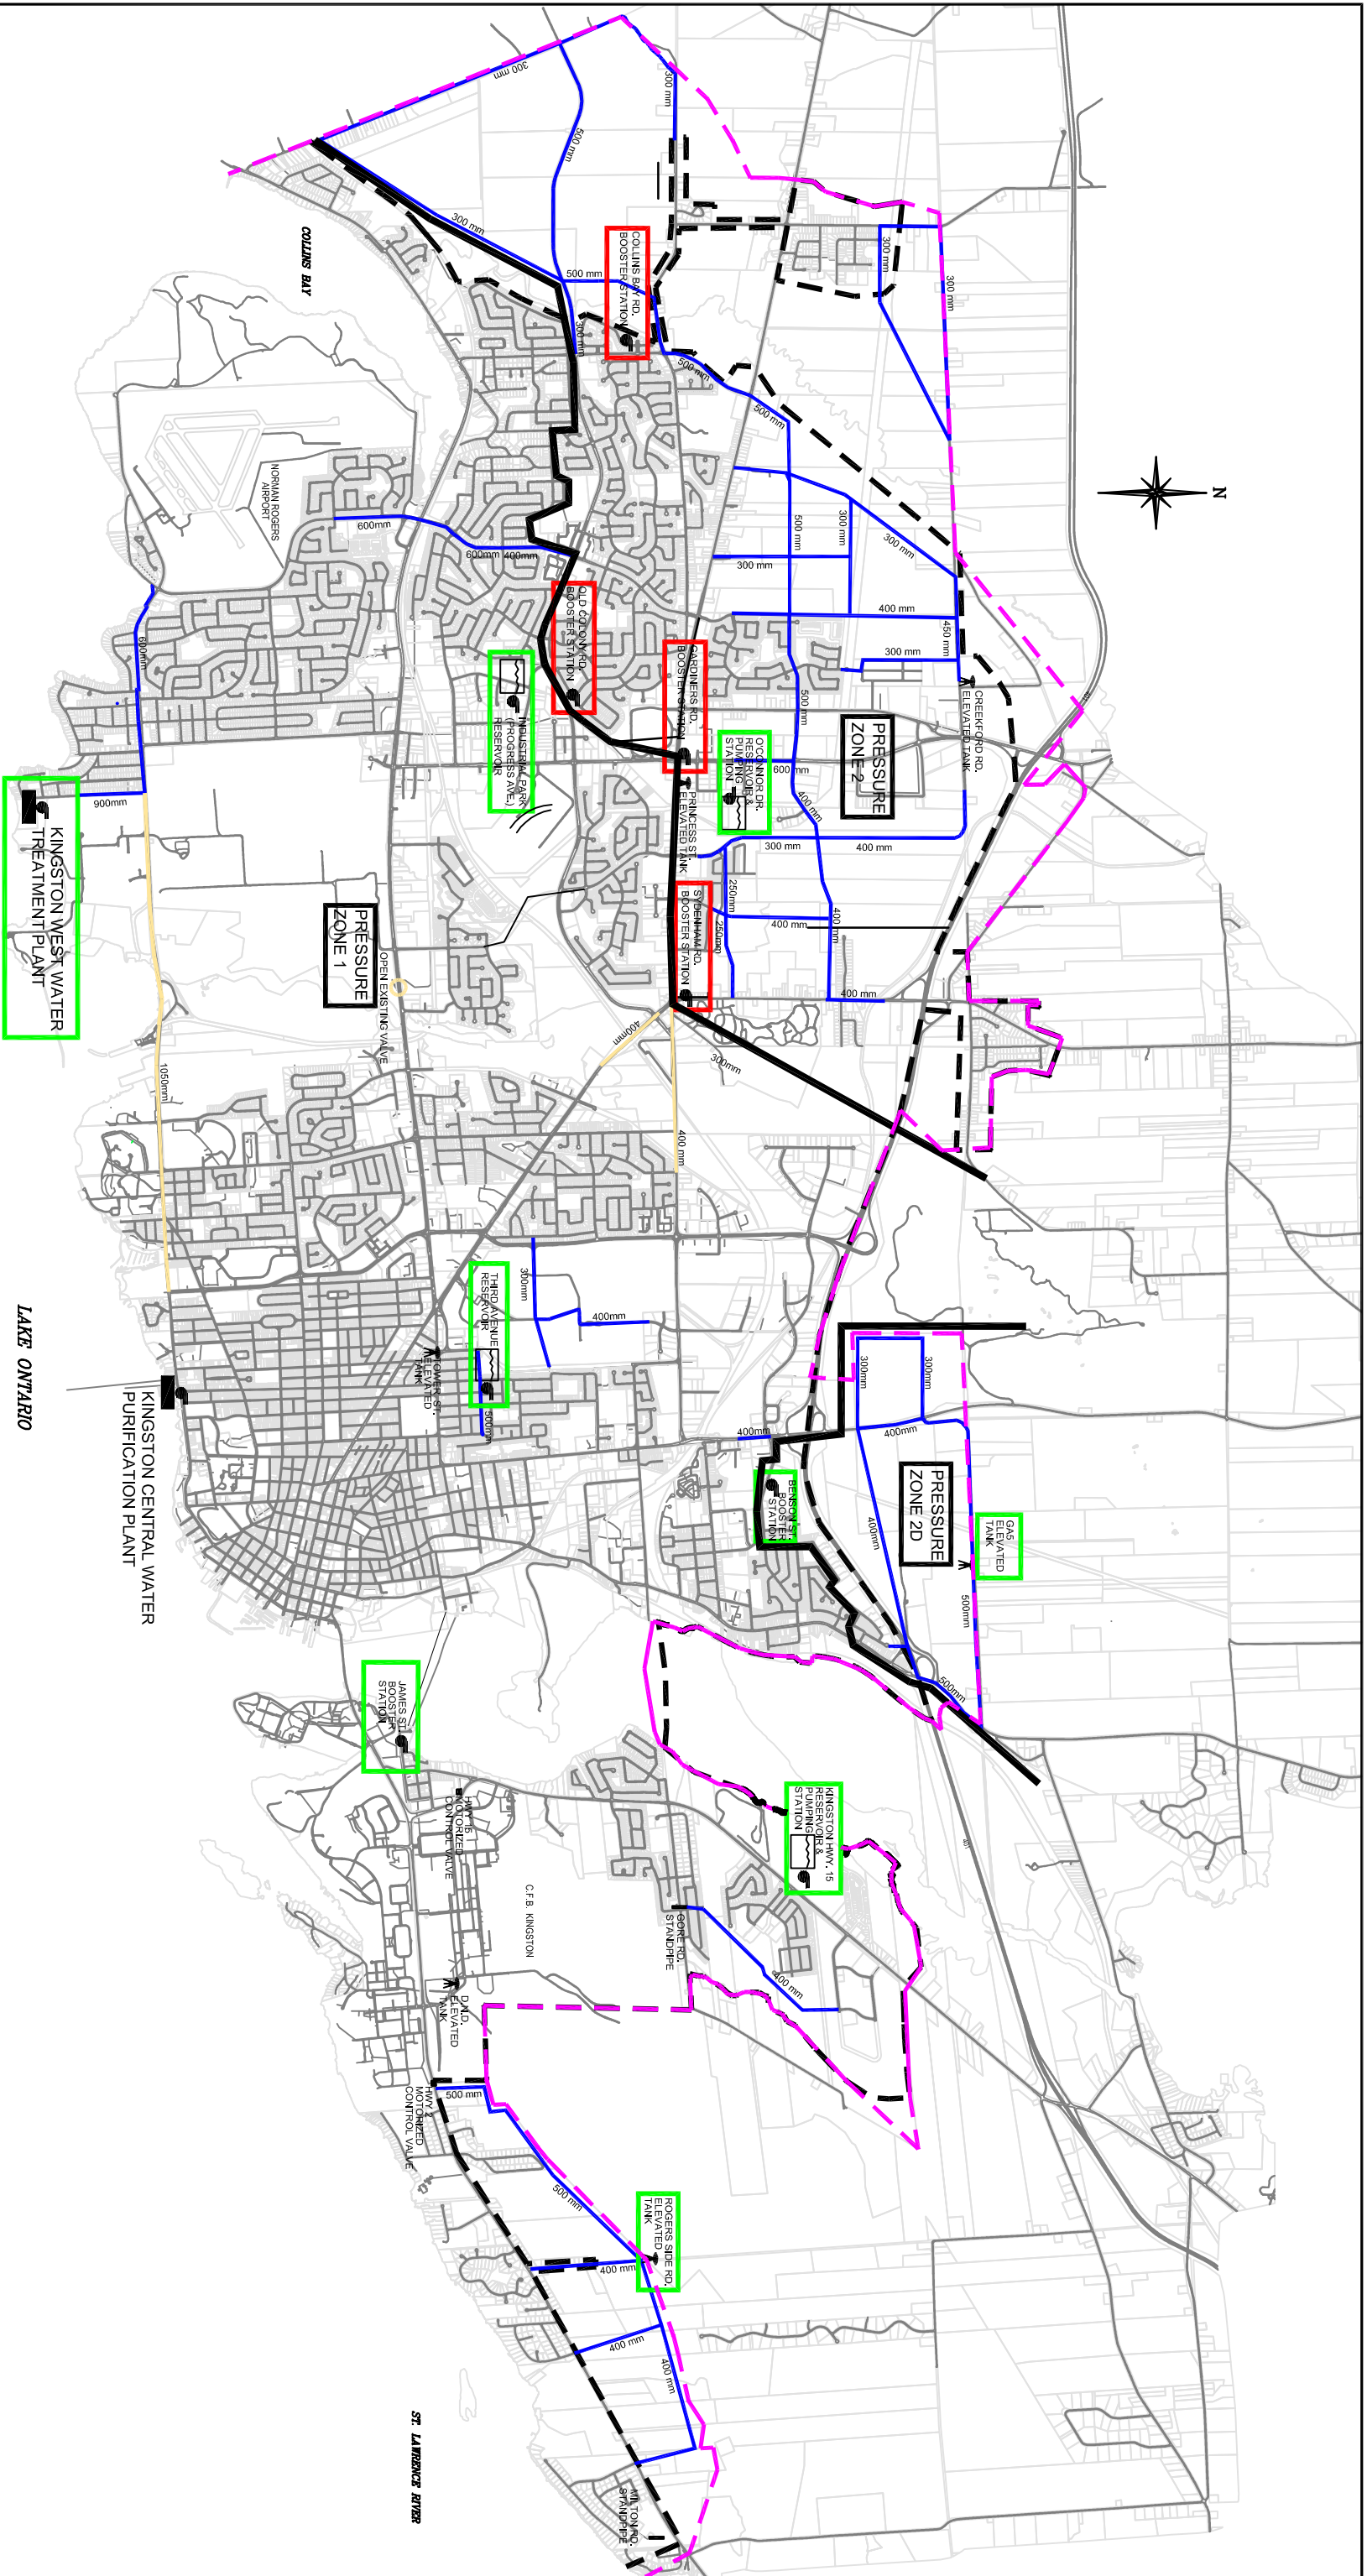 N
300 mm
300 mm
500 mm
300 mm
COLLINS BAY
500 mm
COLLINS BAY RD.
BOOSTER STATION
300 mm
300 mm
300 mm
500 mm
500 mm
NORMAN ROGERS
AIRPORT
600mm
600mm
400mm
500 mm
300 mm
300 mm
300 mm
400 mm
450 mm
300 mm
CREEKFORD RD.
ELEVATED TANK
OLD COLONY RD.
BOOSTER STATION
GARDINERS RD.
BOOSTER STATION
INDUSTRIAL PARK
(PROGRESS AVE.)
RESERVOIR
600mm
900mm
500 mm
PRESSURE
ZONE 2
O'CONNOR DR.
RESERVOIR &
PUMPING
STATION
600 mm
400 mm
PRINCESS ST.
ELEVATED TANK
300 mm
400 mm
250mm
250mm
400 mm
400 mm
400 mm
SYDENHAM RD.
BOOSTER STATION
KINGSTON WEST WATER
TREATMENT PLANT
PRESSURE
ZONE 1
OPEN EXISTING VALVE
1050mm
400mm
300mm
400 mm
LAKE ONTARIO
KINGSTON CENTRAL WATER
PURIFICATION PLANT
THIRD AVENUE
RESERVOIR
300mm
400mm
500mm
TOWER ST.
ELEVATED
TANK
300mm
300mm
400mm
400mm
400mm
BENSON ST.
BOOSTER
STATION
PRESSURE
ZONE 2D
GA5
ELEVATED
TANK
500mm
500mm
401
JAMES ST.
BOOSTER
STATION
HWY 15
MOTORIZED
CONTROL VALVE
KINGSTON HWY. 15
RESERVOIR &
PUMPING
STATION
C.F.B. KINGSTON
GORE RD.
STANDPIPE
400 mm
D.N.D.
ELEVATED
TANK
HWY 2
MOTORIZED
CONTROL VALVE
500 mm
500 mm
ROGERS SIDE RD.
ELEVATED
TANK
400 mm
400 mm
400 mm
ST. LAWRENCE RIVER
MILTON RD.
STANDPIPE